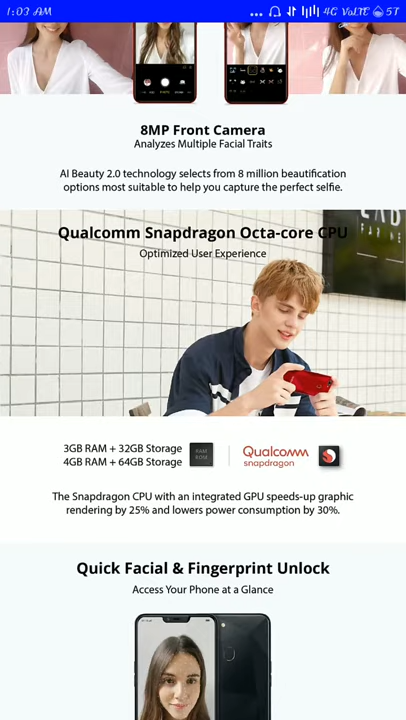 1:03 AM
4G VoLTE 57
8MP Front Camera
Analyzes Multiple Facial Traits
AI Beauty 2.0 technology selects from 8 million beautification
options most suitable to help you capture the perfect selfie.
Qualcomm Snapdragon Octa-core CPU
Optimized User Experience
3GB RAM + 32GB Storage
4GB RAM + 64GB Storage
RAM
ROM
Qualcomm
snapdragon
The Snapdragon CPU with an integrated GPU speeds-up graphic
rendering by 25% and lowers power consumption by 30%.
Quick Facial & Fingerprint Unlock
Access Your Phone at a Glance